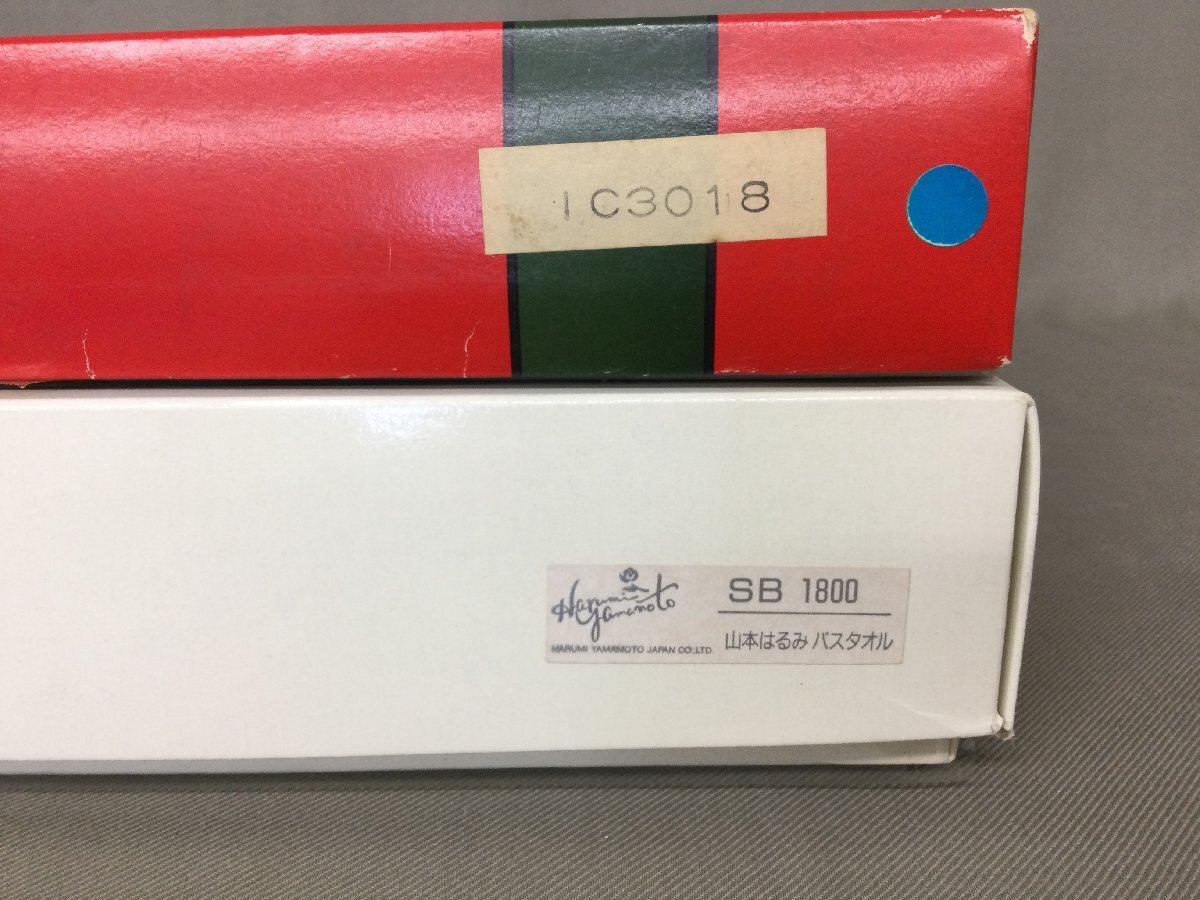 IC3018
Harumi
Yamamoto
HARUMI YAMAMOTO JAPAN CO.,LTD.
SB 1800
山本はるみ バスタオル